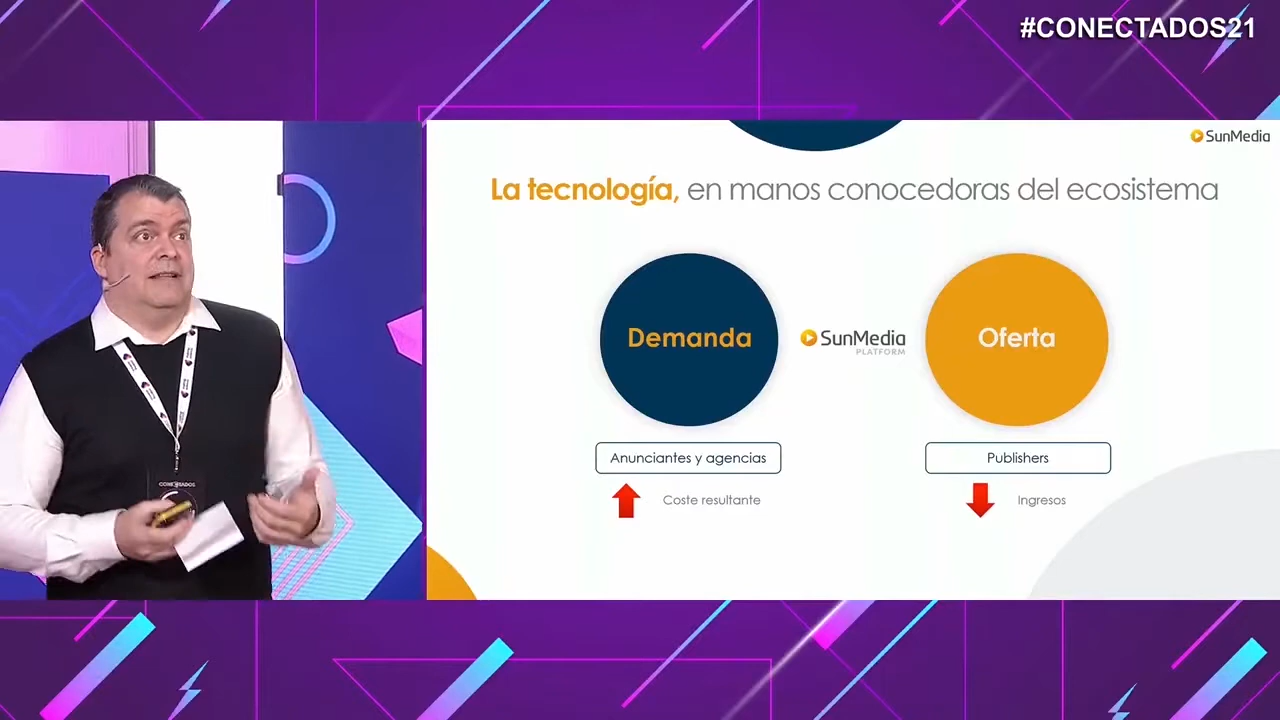 #CONECTADOS21
SunMedia
La tecnología, en manos conocedoras del ecosistema
Demanda
SunMedia
PLATFORM
Oferta
Anunciantes y agencias
Publishers
Coste resultante
Ingresos
CONECTADOS